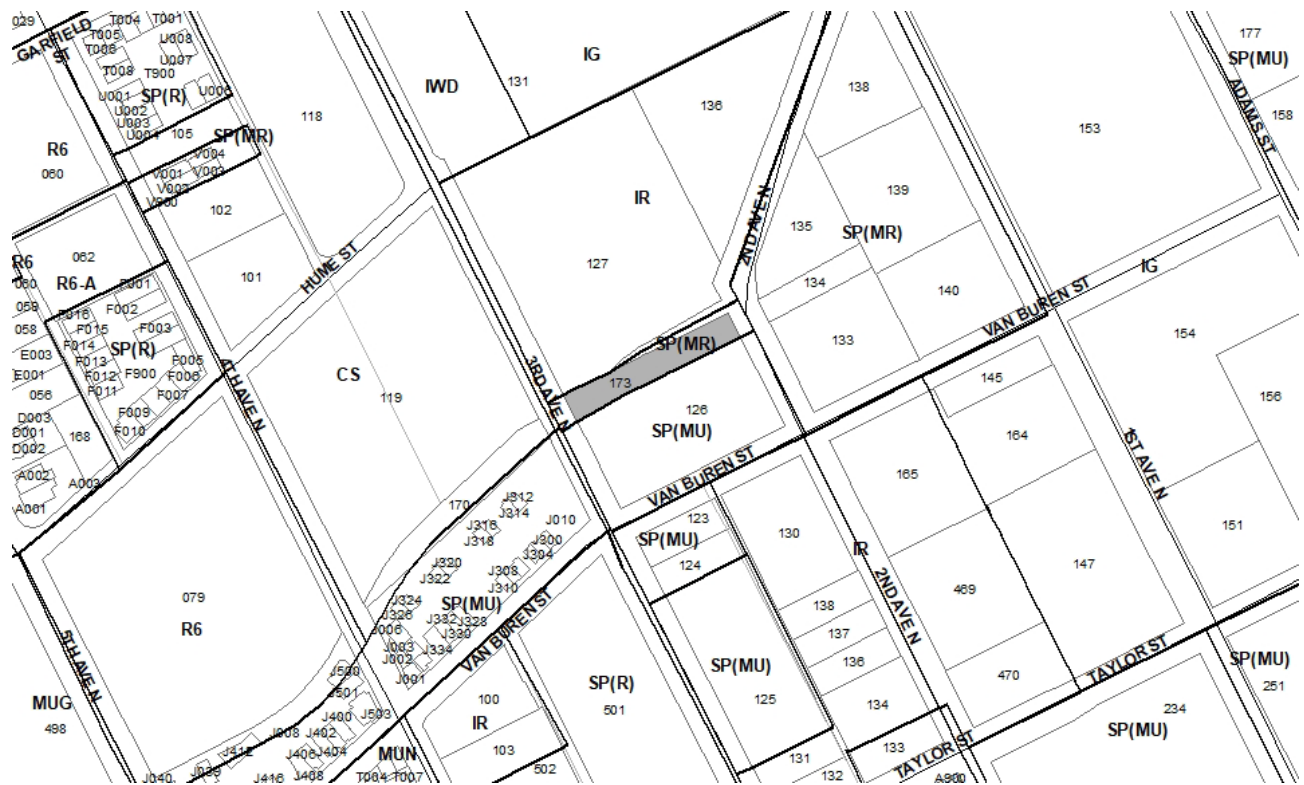 029
T004
T001
GARFIELD
ST
T005
T006
U008
U007
T008
T900
U001
U006
SP(R)
U002
U003
U004
105
SP(MR)
118
R6
060
V004
V001
V003
V002
V900
102
101
IWD
131
IG
136
138
153
177
SP(MU)
158
ADAMS ST
IR
127
2ND AVE N
135
139
SP(MR)
134
140
133
VAN BUREN ST
IG
154
156
R6
062
R6-A
060
059
058
E003
E001
056
D003
D001
D002
168
A002
A003
A001
F001
F002
F016
F015
F003
F014
SP(R)
F013
F005
F012
F900
F006
F011
F007
F009
F010
HUME ST
4TH AVE N
CS
119
3RD AVE N
SP(MR)
173
126
SP(MU)
VAN BUREN ST
145
164
165
1ST AVE N
151
170
J312
J314
J316
J318
J010
J300
J304
J320
J322
J308
J310
J324
J326
SP(MU)
J332
J328
J006
J330
J003
J334
J002
J001
VAN BUREN ST
123
SP(MU)
124
130
IR
2ND AVE N
469
147
138
137
136
134
SP(MU)
125
470
TAYLOR ST
SP(MU)
251
234
SP(MU)
133
TAYLOR ST
131
132
A900
079
R6
5TH AVE N
MUG
498
J500
J501
J503
J400
J008
J402
J412
J406
J404
J039
J040
J416
J408
MUN
T004
T007
SP(R)
501
100
IR
103
502